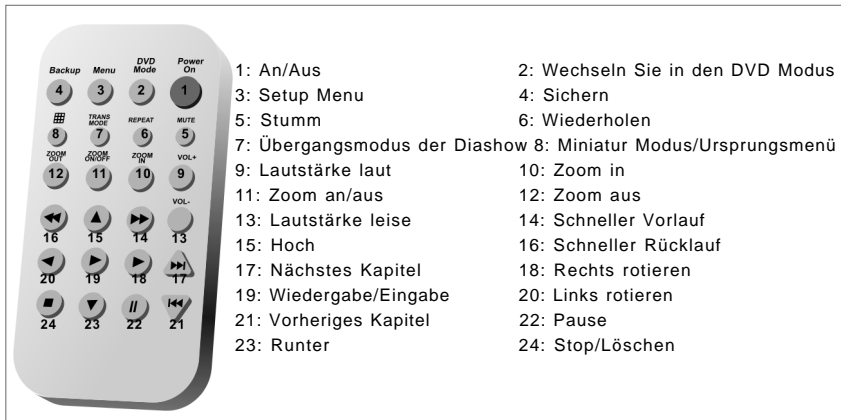 Backup Menu DVD Mode Power On
4 3 2 1
TRANS MODE REPEAT MUTE
8 7 6 5
ZOOM OUT ZOOM ON/OFF ZOOM IN VOL+
12 11 10 9
VOL-
16 15 14 13
20 19 18 17
24 23 22 21
1: An/Aus 2: Wechseln Sie in den DVD Modus
3: Setup Menu 4: Sichern
5: Stumm 6: Wiederholen
7: Übergangsmodus der Diashow 8: Miniatur Modus/Ursprungsmenü
9: Lautstärke laut 10: Zoom in
11: Zoom an/aus 12: Zoom aus
13: Lautstärke leise 14: Schneller Vorlauf
15: Hoch 16: Schneller Rücklauf
17: Nächstes Kapitel 18: Rechts rotieren
19: Wiedergabe/Eingabe 20: Links rotieren
21: Vorheriges Kapitel 22: Pause
23: Runter 24: Stop/Löschen